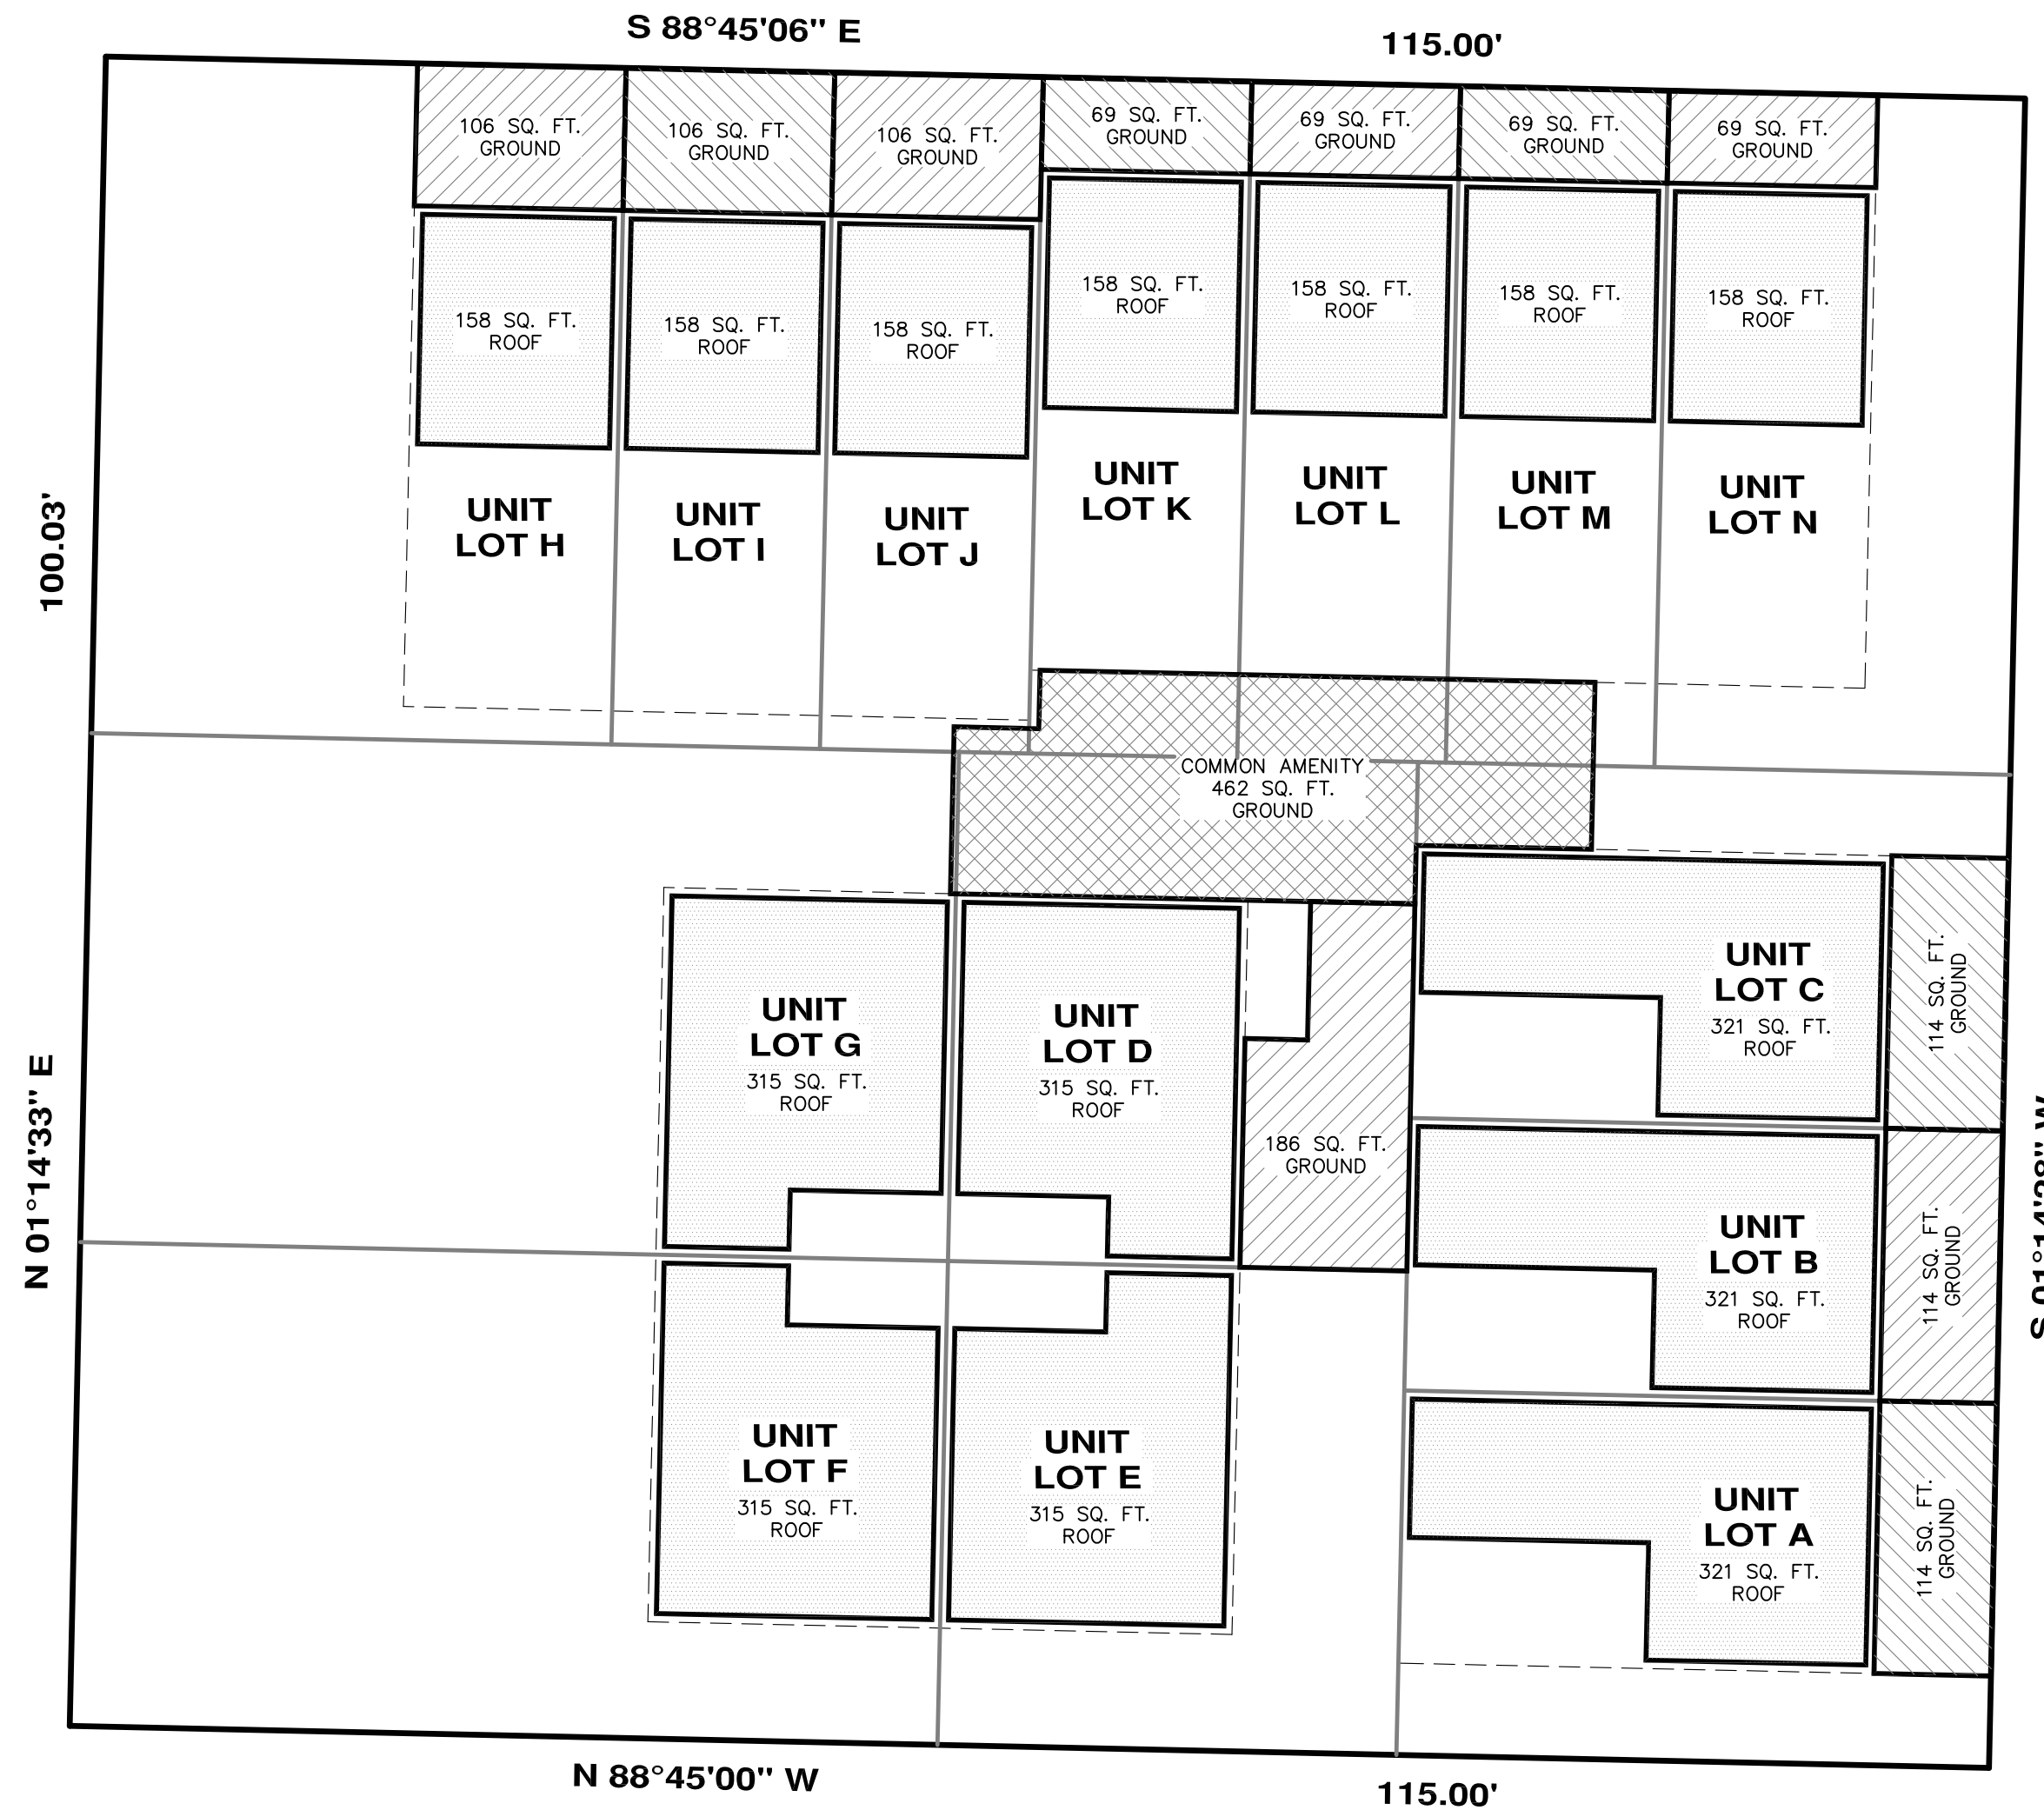 S 88°45'06" E
115.00'
106 SQ. FT.
GROUND
106 SQ. FT.
GROUND
106 SQ. FT.
GROUND
69 SQ. FT.
GROUND
69 SQ. FT.
GROUND
69 SQ. FT.
GROUND
69 SQ. FT.
GROUND
158 SQ. FT.
ROOF
158 SQ. FT.
ROOF
158 SQ. FT.
ROOF
158 SQ. FT.
ROOF
158 SQ. FT.
ROOF
158 SQ. FT.
ROOF
158 SQ. FT.
ROOF
UNIT
LOT H
UNIT
LOT I
UNIT
LOT J
UNIT
LOT K
UNIT
LOT L
UNIT
LOT M
UNIT
LOT N
100.03'
COMMON AMENITY
462 SQ. FT.
GROUND
UNIT
LOT G
315 SQ. FT.
ROOF
UNIT
LOT D
315 SQ. FT.
ROOF
186 SQ. FT.
GROUND
UNIT
LOT C
321 SQ. FT.
ROOF
114 SQ. FT.
GROUND
N 01°14'33" E
UNIT
LOT B
321 SQ. FT.
ROOF
114 SQ. FT.
GROUND
UNIT
LOT F
315 SQ. FT.
ROOF
UNIT
LOT E
315 SQ. FT.
ROOF
UNIT
LOT A
321 SQ. FT.
ROOF
114 SQ. FT.
GROUND
N 88°45'00" W
115.00'